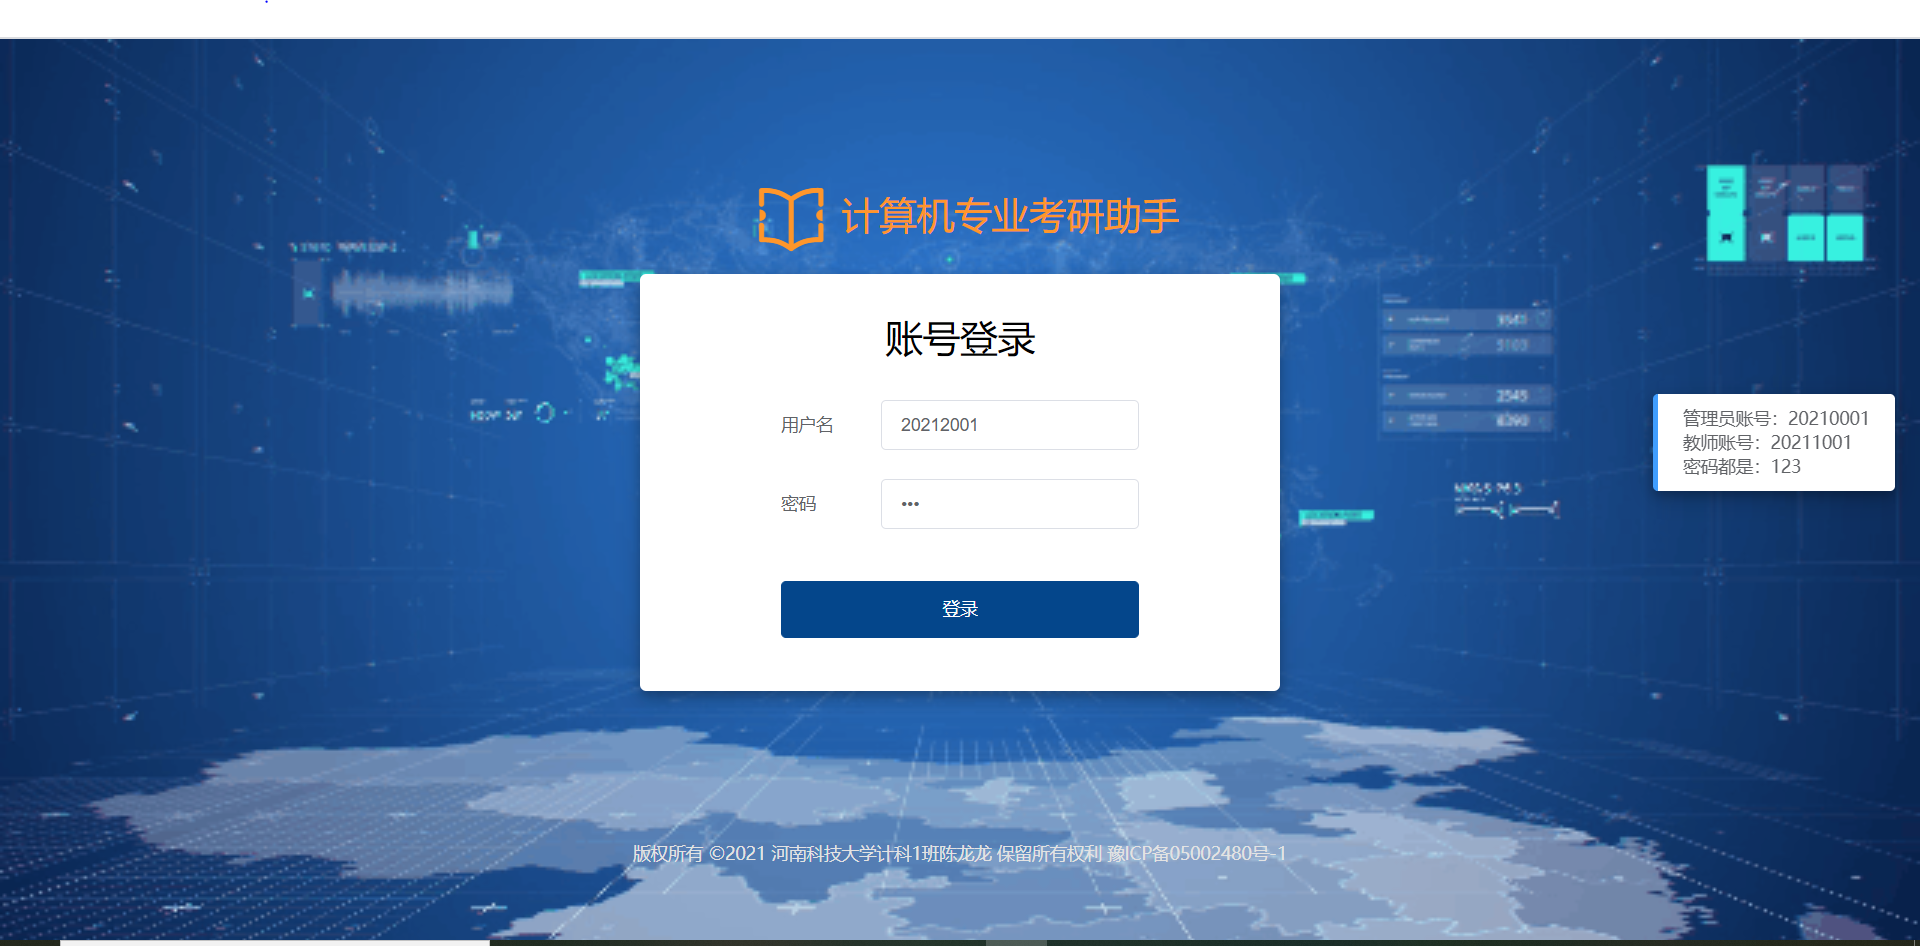 计算机专业考研助手
账号登录
用户名
20212001
密码
•••
登录
管理员账号：20210001
教师账号：20211001
密码都是：123
版权所有 ©2021 河南科技大学计科1班陈龙龙 保留所有权利 豫ICP备05002480号-1